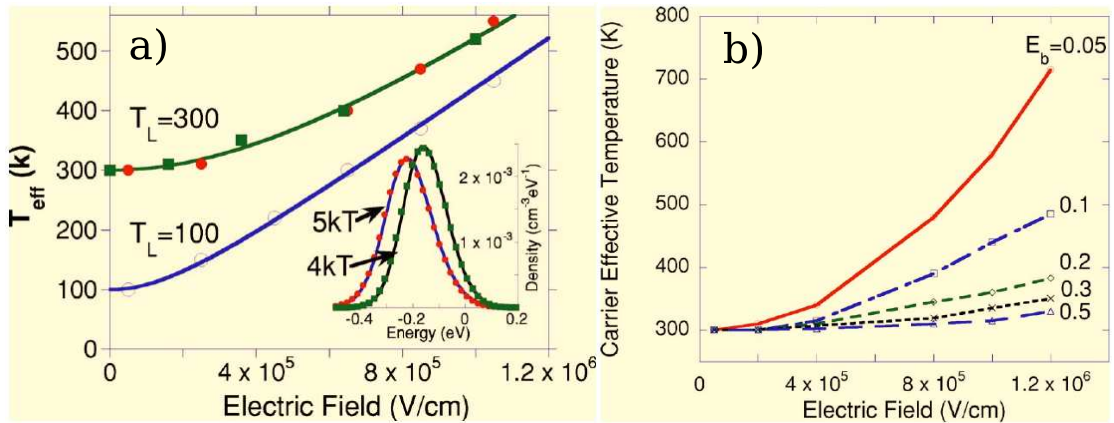 a)
500
400
300
200
100
0
T_eff (k)
T_L=300
T_L=100
5kT
4kT
2 x 10^-3
1 x 10^-3
Density (cm^-3 eV^-1)
-0.4 -0.2 0 0.2
Energy (eV)
0 4 x 10^5 8 x 10^5 1.2 x 10^6
Electric Field (V/cm)
b)
800
700
600
500
400
300
Carrier Effective Temperature (K)
E_b=0.05
0.1
0.2
0.3
0.5
0 4 x 10^5 8 x 10^5 1.2 x 10^6
Electric Field (V/cm)